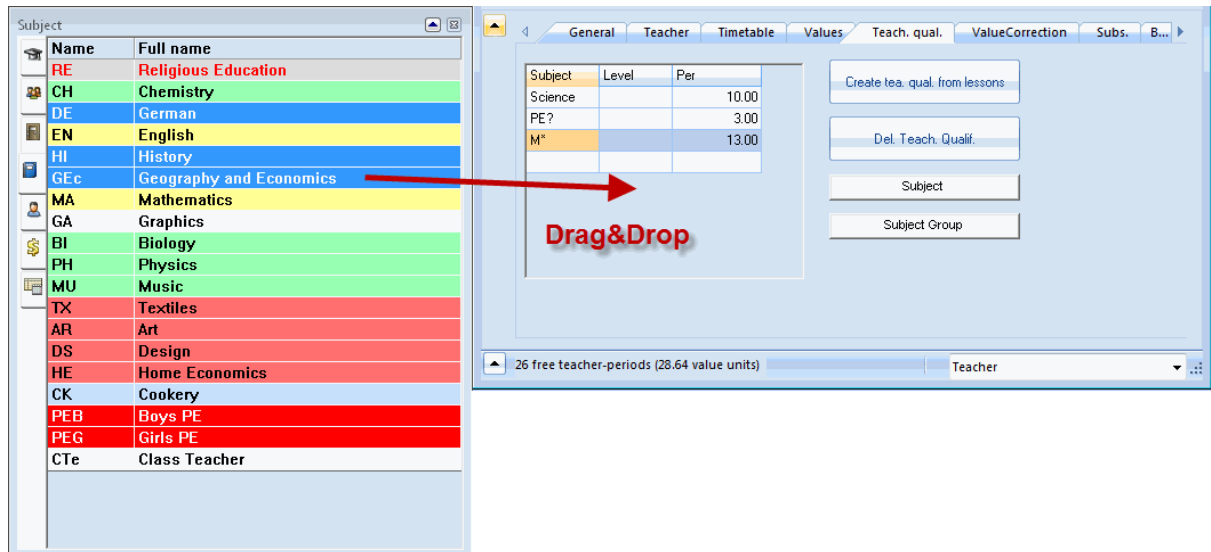 Subject
Name Full name
RE Religious Education
CH Chemistry
DE German
EN English
HI History
GEc Geography and Economics
MA Mathematics
GA Graphics
BI Biology
PH Physics
MU Music
TX Textiles
AR Art
DS Design
HE Home Economics
CK Cookery
PEB Boys PE
PEG Girls PE
CTe Class Teacher
General Teacher Timetable Values Teach. qual. ValueCorrection Subs. B...
Subject Level Per
Science 10.00
PE? 3.00
M* 13.00
Create tea. qual. from lessons
Del. Teach. Qualif.
Subject
Subject Group
Drag&Drop
26 free teacher-periods (28.64 value units) Teacher